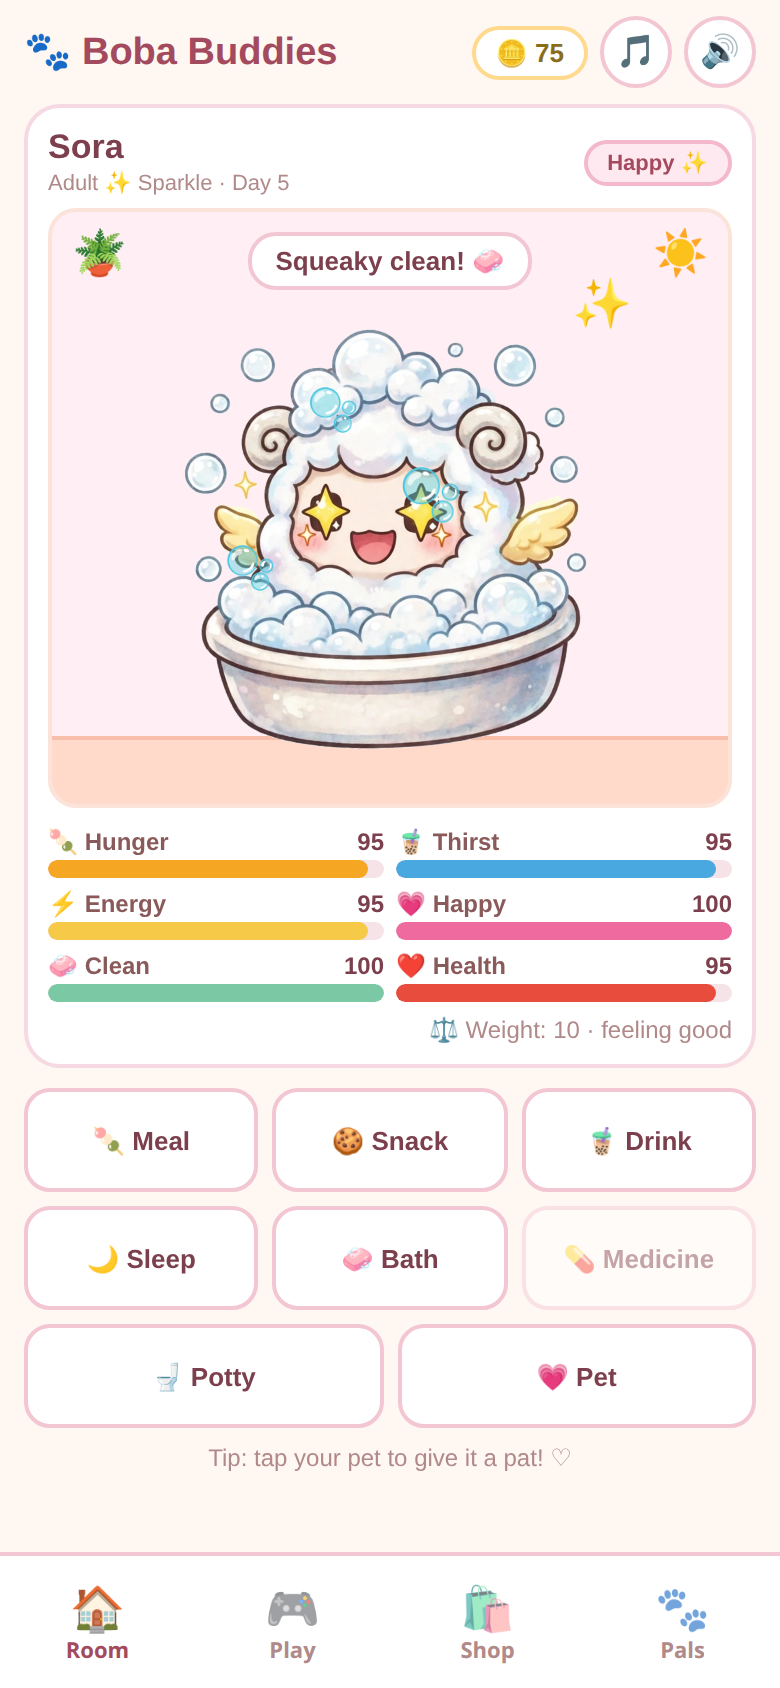 🐾 Boba Buddies
🪙 75
Sora
Adult ✨ Sparkle · Day 5
Happy ✨
Squeaky clean! 🧼
🍡 Hunger 95
🧋 Thirst 95
⚡ Energy 95
💗 Happy 100
🧼 Clean 100
❤️ Health 95
⚖️ Weight: 10 · feeling good
🍡 Meal
🍪 Snack
🧋 Drink
🌙 Sleep
🧼 Bath
💊 Medicine
🚽 Potty
💗 Pet
Tip: tap your pet to give it a pat! ♡
Room
Play
Shop
Pals